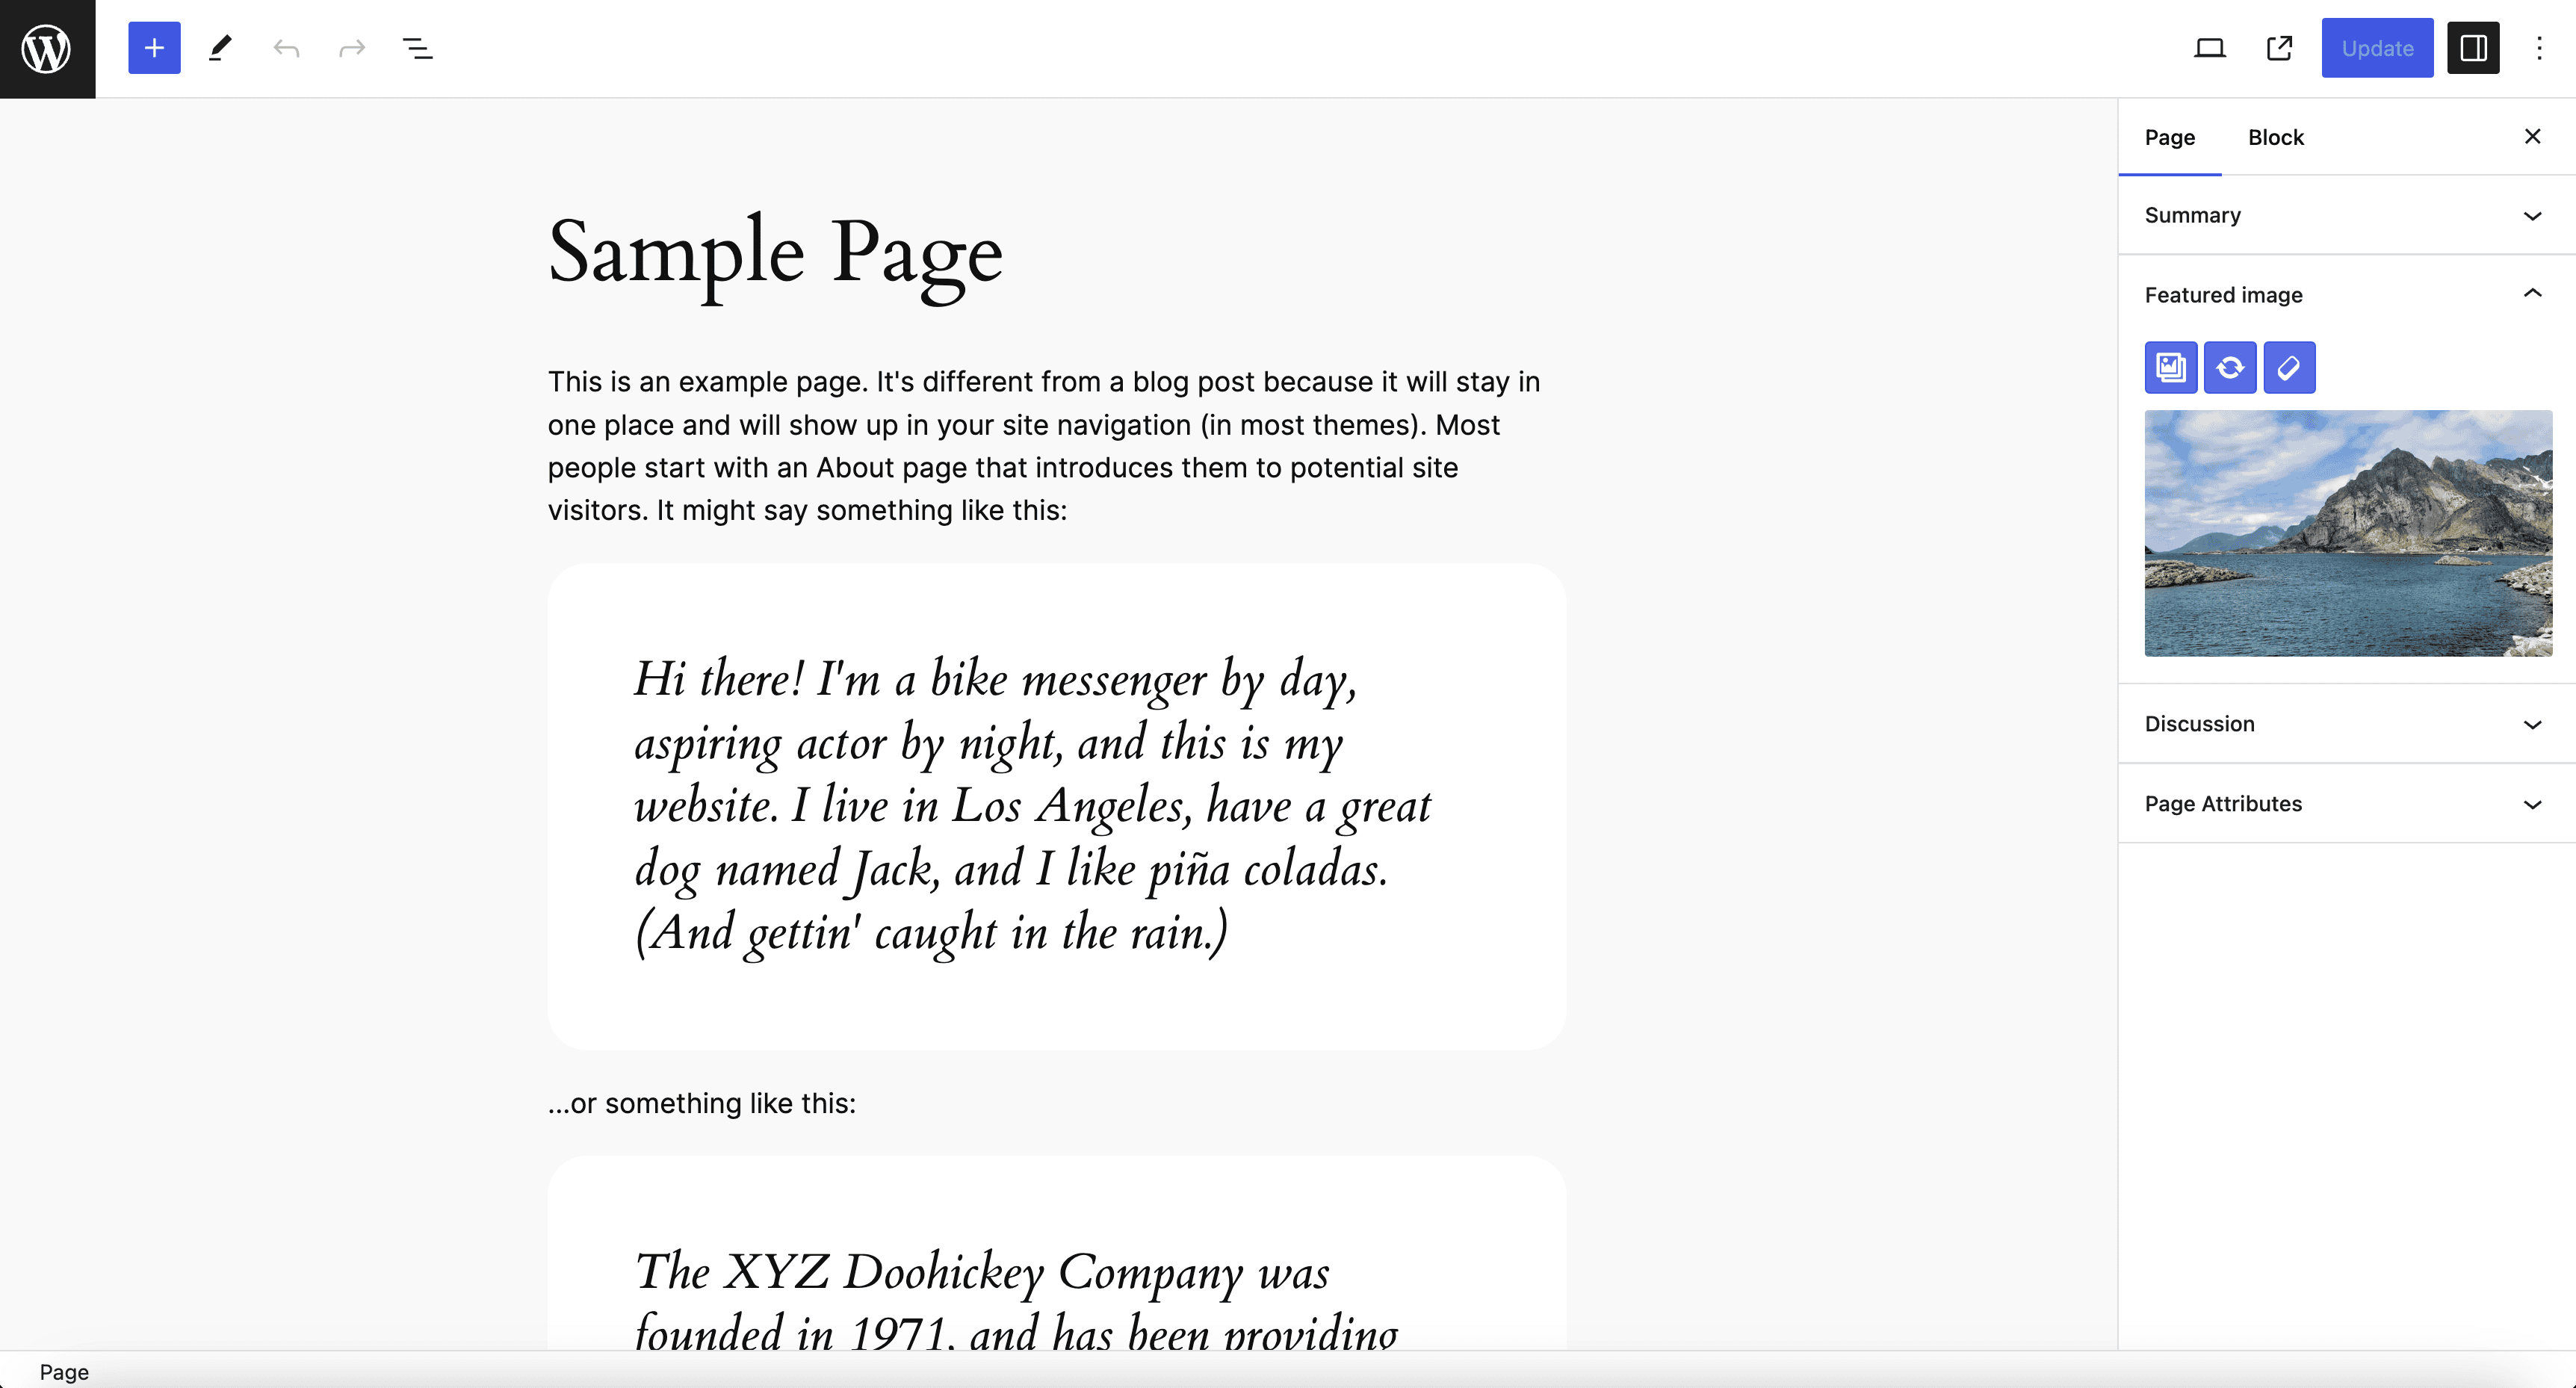 Update
Page
Block
Summary
Featured image
Discussion
Page Attributes
Sample Page
This is an example page. It's different from a blog post because it will stay in
one place and will show up in your site navigation (in most themes). Most
people start with an About page that introduces them to potential site
visitors. It might say something like this:
Hi there! I'm a bike messenger by day,
aspiring actor by night, and this is my
website. I live in Los Angeles, have a great
dog named Jack, and I like piña coladas.
(And gettin' caught in the rain.)
...or something like this:
The XYZ Doohickey Company was
founded in 1971, and has been providing
Page